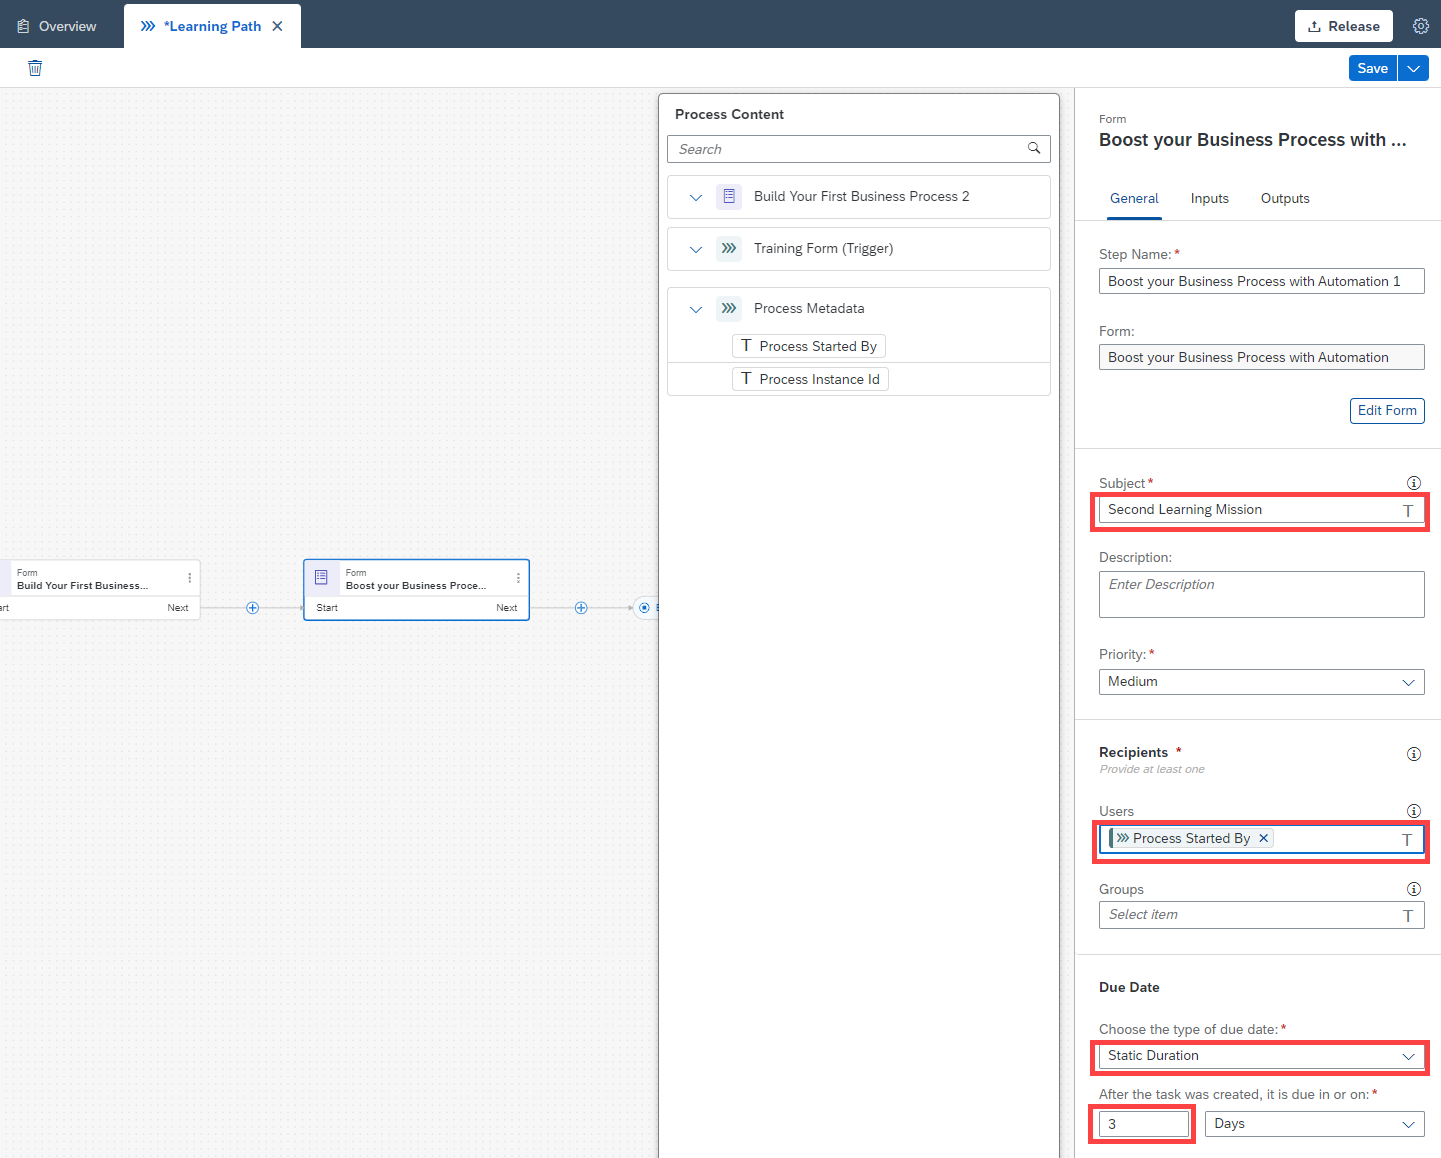 Overview
*Learning Path
Release
Save
Process Content
Search
Build Your First Business Process 2
Training Form (Trigger)
Process Metadata
T Process Started By
T Process Instance Id
Form
Build Your First Business...
Next
Form
Boost your Business Proce...
Start Next
Form
Boost your Business Process with ...
General Inputs Outputs
Step Name: *
Boost your Business Process with Automation 1
Form:
Boost your Business Process with Automation
Edit Form
Subject *
Second Learning Mission T
Description:
Enter Description
Priority: *
Medium
Recipients *
Provide at least one
Users
Process Started By T
Groups
Select item T
Due Date
Choose the type of due date: *
Static Duration
After the task was created, it is due in or on: *
3 Days